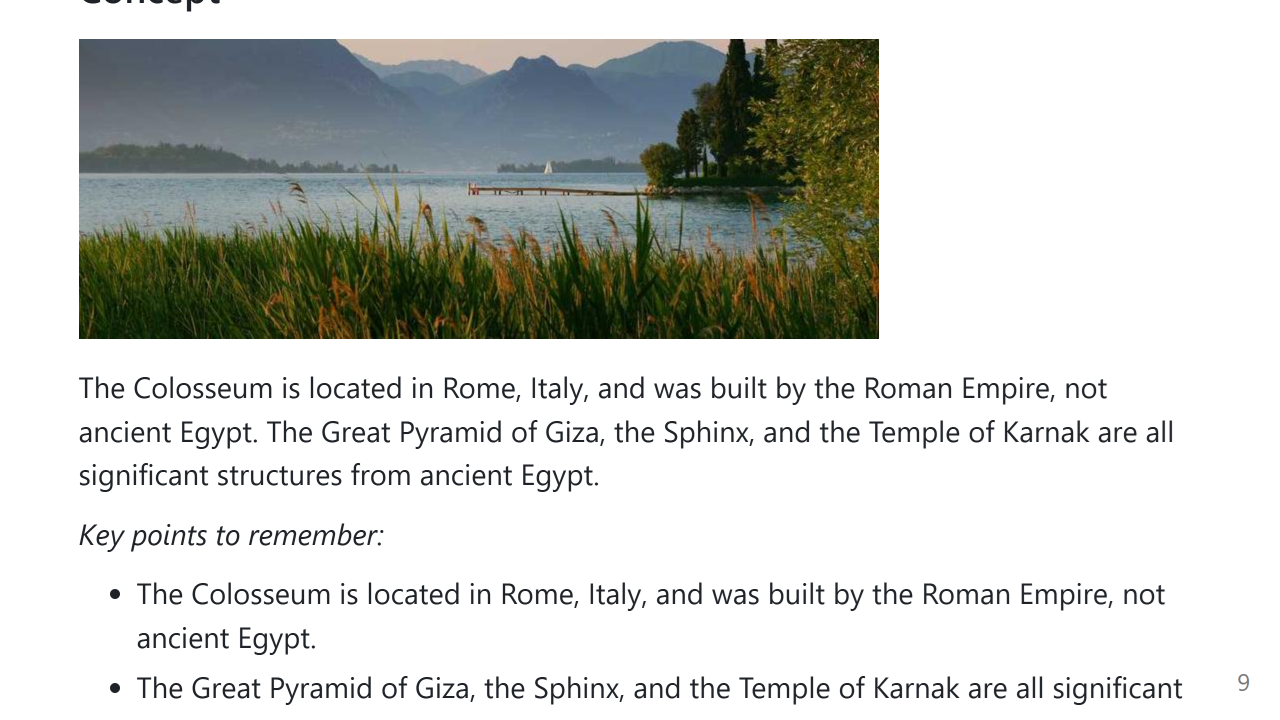 Concept
The Colosseum is located in Rome, Italy, and was built by the Roman Empire, not
ancient Egypt. The Great Pyramid of Giza, the Sphinx, and the Temple of Karnak are all
significant structures from ancient Egypt.
Key points to remember:
• The Colosseum is located in Rome, Italy, and was built by the Roman Empire, not
ancient Egypt.
• The Great Pyramid of Giza, the Sphinx, and the Temple of Karnak are all significant
9